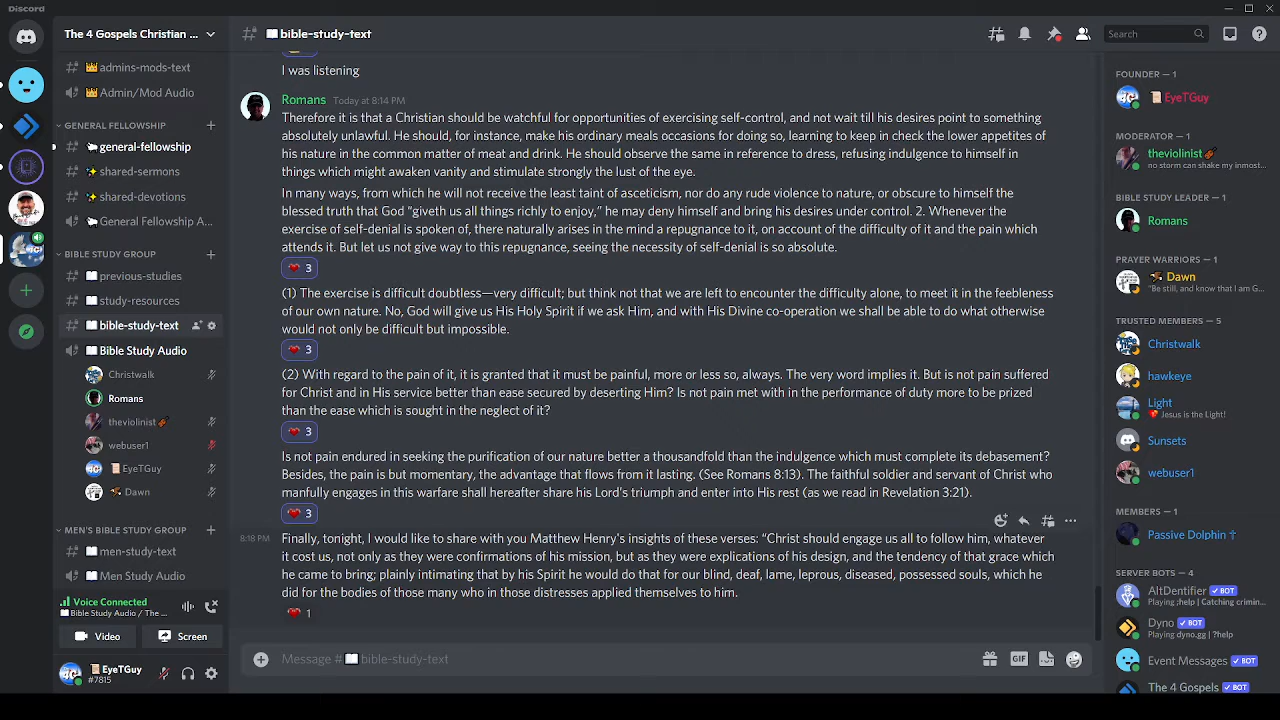 Discord
The 4 Gospels Christian ...
admins-mods-text
Admin/Mod Audio
GENERAL FELLOWSHIP
general-fellowship
shared-sermons
shared-devotions
General Fellowship A...
BIBLE STUDY GROUP
previous-studies
study-resources
bible-study-text
Bible Study Audio
Christwalk
Romans
theviolinist
webuser1
EyeTGuy
Dawn
MEN'S BIBLE STUDY GROUP
men-study-text
Men Study Audio
Voice Connected
Bible Study Audio / The ...
Video
Screen
EyeTGuy
#7815
bible-study-text
Search
I was listening
Romans Today at 8:14 PM
Therefore it is that a Christian should be watchful for opportunities of exercising self-control, and not wait till his desires point to something
absolutely unlawful. He should, for instance, make his ordinary meals occasions for doing so, learning to keep in check the lower appetites of
his nature in the common matter of meat and drink. He should observe the same in reference to dress, refusing indulgence to himself in
things which might awaken vanity and stimulate strongly the lust of the eye.
In many ways, from which he will not receive the least taint of asceticism, nor do any rude violence to nature, or obscure to himself the
blessed truth that God “giveth us all things richly to enjoy,” he may deny himself and bring his desires under control. 2. Whenever the
exercise of self-denial is spoken of, there naturally arises in the mind a repugnance to it, on account of the difficulty of it and the pain which
attends it. But let us not give way to this repugnance, seeing the necessity of self-denial is so absolute.
3
(1) The exercise is difficult doubtless—very difficult; but think not that we are left to encounter the difficulty alone, to meet it in the feebleness
of our own nature. No, God will give us His Holy Spirit if we ask Him, and with His Divine co-operation we shall be able to do what otherwise
would not only be difficult but impossible.
3
(2) With regard to the pain of it, it is granted that it must be painful, more or less so, always. The very word implies it. But is not pain suffered
for Christ and in His service better than ease secured by deserting Him? Is not pain met with in the performance of duty more to be prized
than the ease which is sought in the neglect of it?
3
Is not pain endured in seeking the purification of our nature better a thousandfold than the indulgence which must complete its debasement?
Besides, the pain is but momentary, the advantage that flows from it lasting. (See Romans 8:13). The faithful soldier and servant of Christ who
manfully engages in this warfare shall hereafter share his Lord's triumph and enter into His rest (as we read in Revelation 3:21).
3
8:18 PM Finally, tonight, I would like to share with you Matthew Henry's insights of these verses: “Christ should engage us all to follow him, whatever
it cost us, not only as they were confirmations of his mission, but as they were explications of his design, and the tendency of that grace which
he came to bring; plainly intimating that by his Spirit he would do that for our blind, deaf, lame, leprous, diseased, possessed souls, which he
did for the bodies of those many who in those distresses applied themselves to him.
1
Message # bible-study-text
GIF
FOUNDER — 1
EyeTGuy
MODERATOR — 1
theviolinist
no storm can shake my inmost...
BIBLE STUDY LEADER — 1
Romans
PRAYER WARRIORS — 1
Dawn
"Be still, and know that I am G...
TRUSTED MEMBERS — 5
Christwalk
hawkeye
Light
Jesus is the Light!
Sunsets
webuser1
MEMBERS — 1
Passive Dolphin †
SERVER BOTS — 4
AltDentifier BOT
Playing ;help | Catching crimin...
Dyno BOT
Playing dyno.gg | ?help
Event Messages BOT
The 4 Gospels BOT